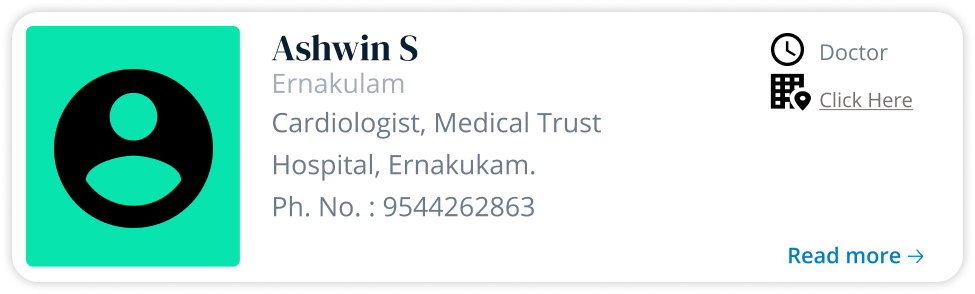 Ashwin S
Ernakulam
Cardiologist, Medical Trust
Hospital, Ernakukam.
Ph. No. : 9544262863
Doctor
Click Here
Read more →